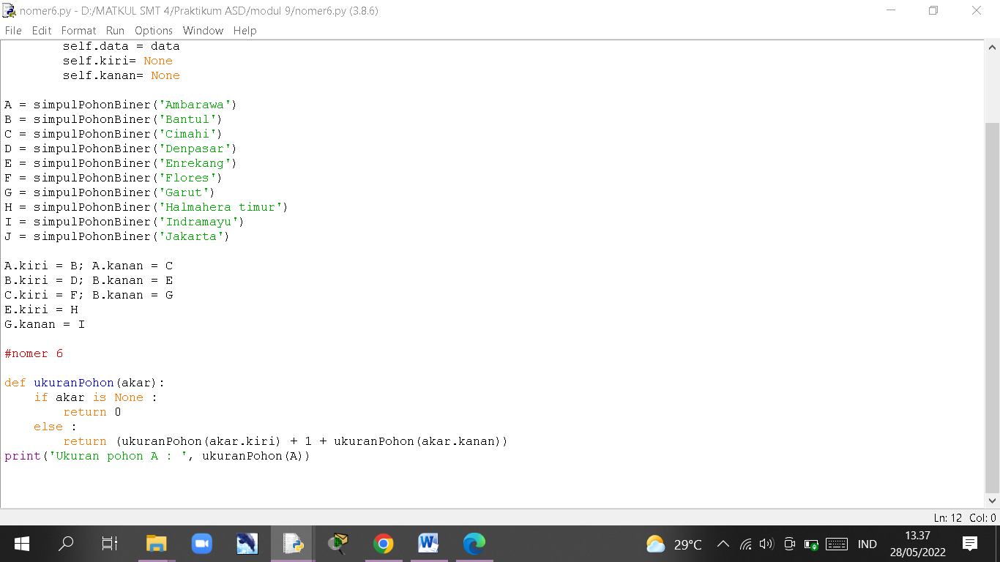 nomer6.py - D:/MATKUL SMT 4/Praktikum ASD/modul 9/nomer6.py (3.8.6)
File Edit Format Run Options Window Help
        self.data = data
        self.kiri= None
        self.kanan= None

A = simpulPohonBiner('Ambarawa')
B = simpulPohonBiner('Bantul')
C = simpulPohonBiner('Cimahi')
D = simpulPohonBiner('Denpasar')
E = simpulPohonBiner('Enrekang')
F = simpulPohonBiner('Flores')
G = simpulPohonBiner('Garut')
H = simpulPohonBiner('Halmahera timur')
I = simpulPohonBiner('Indramayu')
J = simpulPohonBiner('Jakarta')

A.kiri = B; A.kanan = C
B.kiri = D; B.kanan = E
C.kiri = F; B.kanan = G
E.kiri = H
G.kanan = I

#nomer 6

def ukuranPohon(akar):
    if akar is None :
        return 0
    else :
        return (ukuranPohon(akar.kiri) + 1 + ukuranPohon(akar.kanan))
print('Ukuran pohon A : ', ukuranPohon(A))
Ln: 12 Col: 0
29°C
IND
13.37
28/05/2022